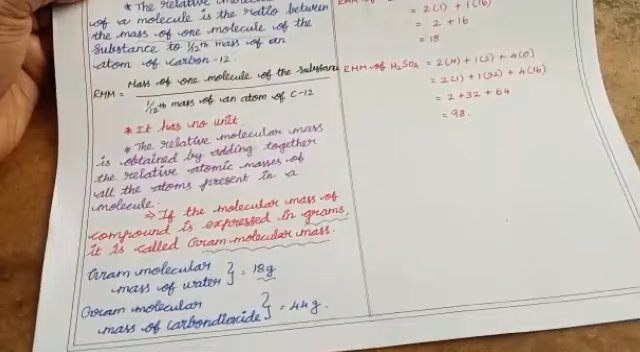 * The relative molecular
of a molecule is the ratio between
the mass of one molecule of the
substance to 1/12th mass of an
atom of carbon-12
RMM = Mass of one molecule of the substance
1/12th mass of an atom of C-12
* It has no unit.
* The relative molecular mass
is obtained by adding together
the relative atomic masses of
all the atoms present in a
molecule.
⇒ If the molecular mass of
compound is expressed in grams,
it is called Gram molecular mass.
Gram molecular
mass of water } = 18g
Gram molecular
mass of carbondioxide } = 44g.
= 2(1) + 1(16)
= 2 + 16
= 18
RMM of H₂SO₄ = 2(H) + 1(S) + 4(O)
= 2(1) + 1(32) + 4(16)
= 2 + 32 + 64
= 98.